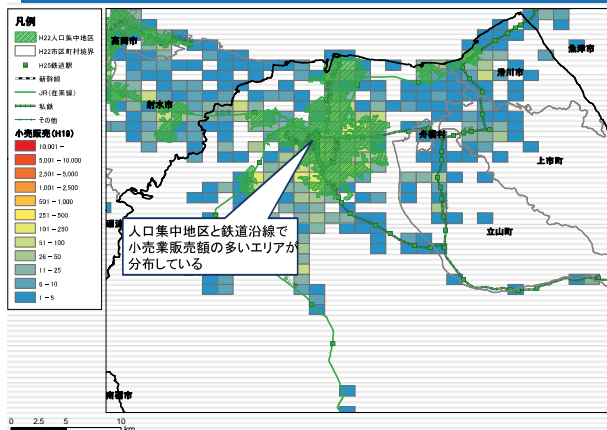 凡例
H22人口集中地区
H22市区町村境界
H25鉄道駅
新幹線
JR(在来線)
私鉄
その他
小売販売(H19)
10,001 -
5,001 - 10,000
2,501 - 5,000
1,001 - 2,500
501 - 1,000
251 - 500
101 - 250
51 - 100
26 - 50
11 - 25
6 - 10
1 - 5
高岡市
射水市
滑川市
魚津市
舟橋村
上市町
立山町
南砺市
人口集中地区と鉄道沿線で
小売業販売額の多いエリアが
分布している
0 2.5 5 10
km